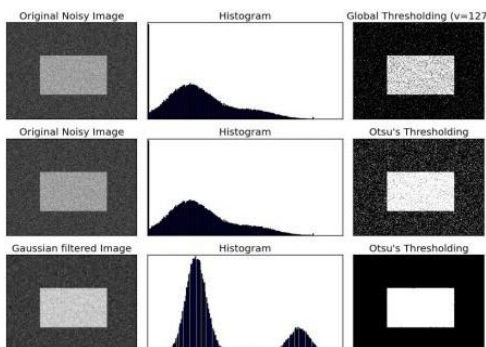 Original Noisy Image Histogram Global Thresholding (v=127
Original Noisy Image Histogram Otsu's Thresholding
Gaussian filtered Image Histogram Otsu's Thresholding